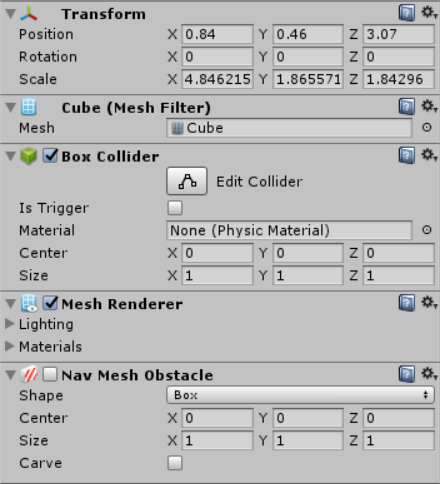 Transform
Position X 0.84 Y 0.46 Z 3.07
Rotation X 0 Y 0 Z 0
Scale X 4.846215 Y 1.865571 Z 1.84296
Cube (Mesh Filter)
Mesh Cube
Box Collider
Edit Collider
Is Trigger
Material None (Physic Material)
Center X 0 Y 0 Z 0
Size X 1 Y 1 Z 1
Mesh Renderer
Lighting
Materials
Nav Mesh Obstacle
Shape Box
Center X 0 Y 0 Z 0
Size X 1 Y 1 Z 1
Carve